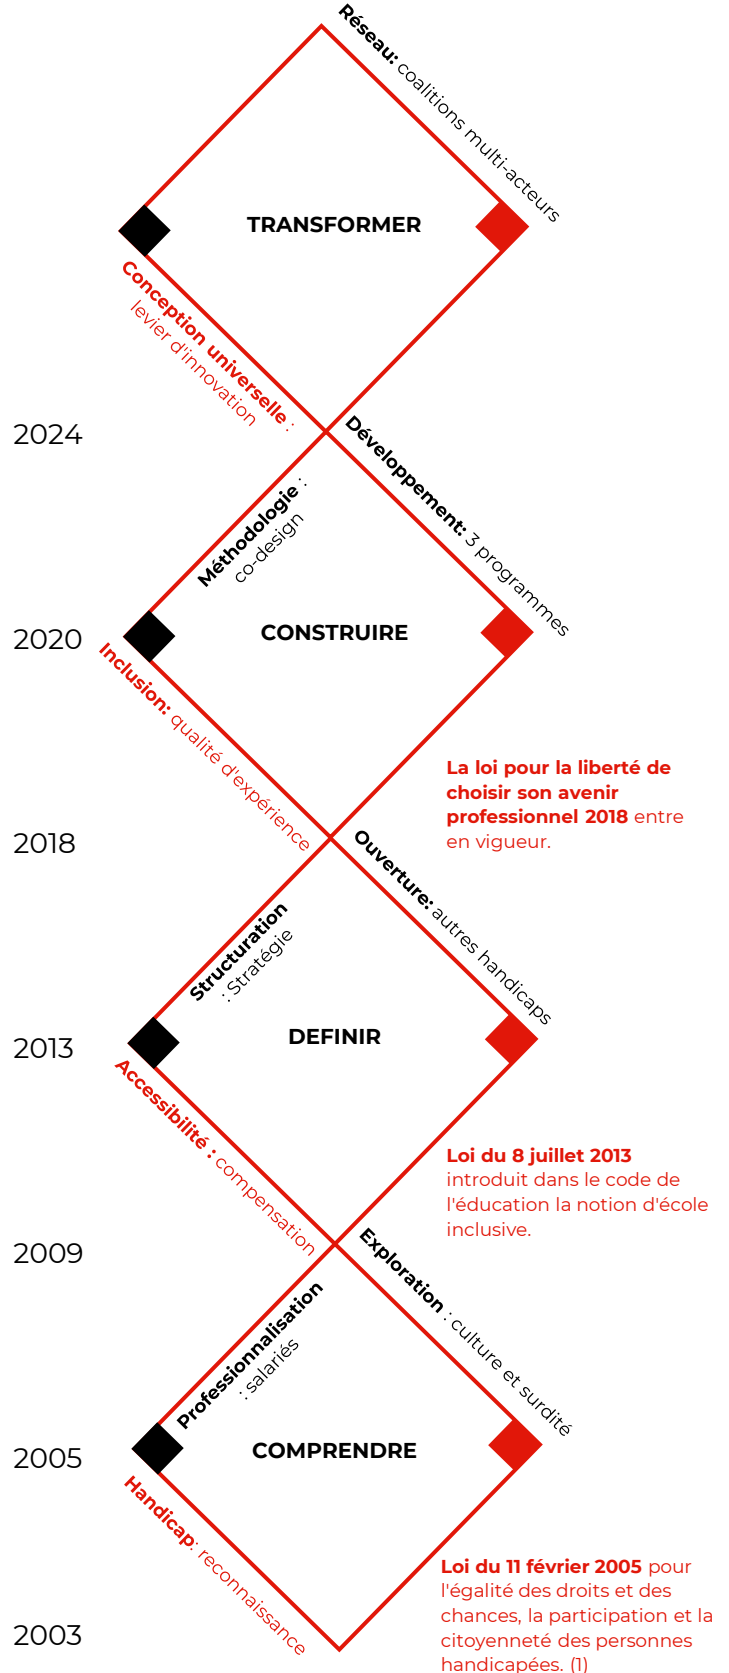 Réseau: coalitions multi-acteurs
TRANSFORMER
Conception universelle :
levier d'innovation
2024
Développement: 3 programmes
Méthodologie :
co-design
CONSTRUIRE
2020
Inclusion: qualité d'expérience
La loi pour la liberté de
choisir son avenir
professionnel 2018 entre
en vigueur.
2018
Ouverture: autres handicaps
Structuration
: Stratégie
DEFINIR
2013
Accessibilité : compensation
Loi du 8 juillet 2013
introduit dans le code de
l'éducation la notion d'école
inclusive.
2009
Exploration : culture et surdité
Professionnalisation
: salariés
COMPRENDRE
2005
Handicap: reconnaissance
Loi du 11 février 2005 pour
l'égalité des droits et des
chances, la participation et la
citoyenneté des personnes
handicapées. (1)
2003